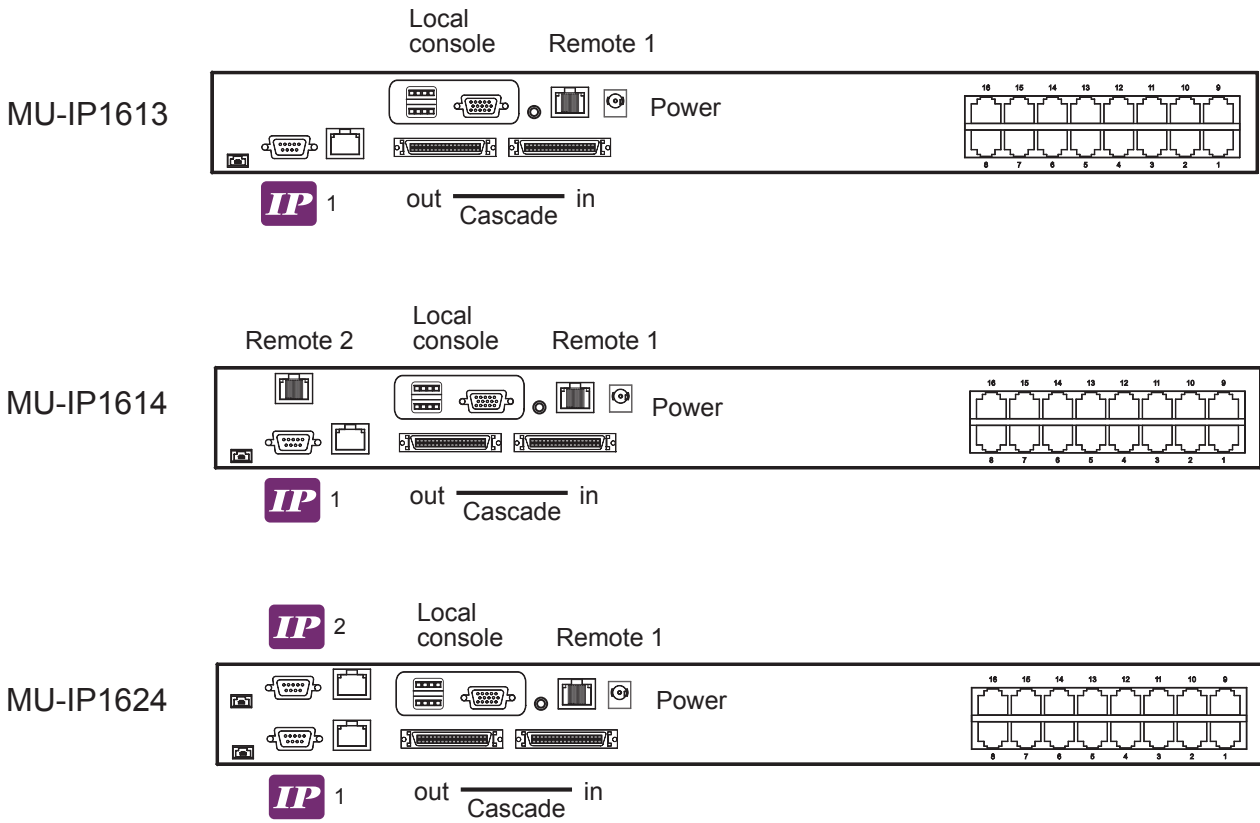 Local
console Remote 1
MU-IP1613
16 15 14 13 12 11 10 9
Power
8 7 6 5 4 3 2 1
IP 1
out in
Cascade
Local
Remote 2 console Remote 1
MU-IP1614
16 15 14 13 12 11 10 9
Power
8 7 6 5 4 3 2 1
IP 1
out in
Cascade
IP 2
Local
console Remote 1
MU-IP1624
16 15 14 13 12 11 10 9
Power
8 7 6 5 4 3 2 1
IP 1
out in
Cascade